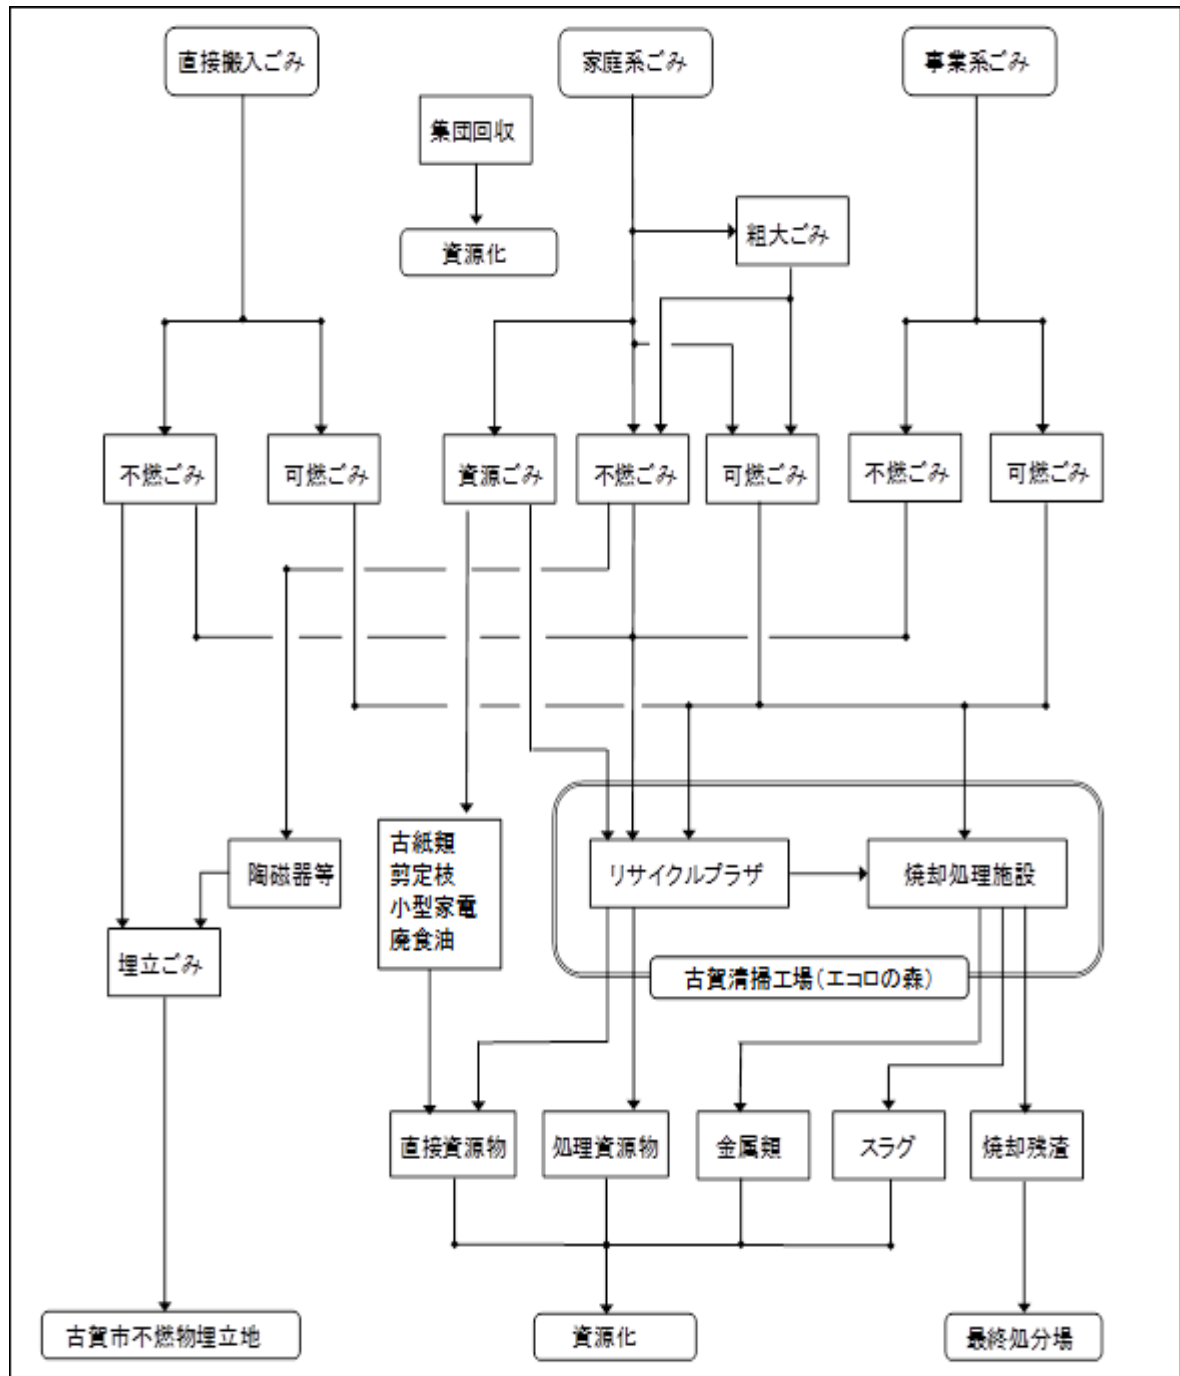 直接搬入ごみ
家庭系ごみ
事業系ごみ
集団回収
資源化
粗大ごみ
不燃ごみ
可燃ごみ
資源ごみ
不燃ごみ
可燃ごみ
不燃ごみ
可燃ごみ
陶磁器等
古紙類
剪定枝
小型家電
廃食油
リサイクルプラザ
焼却処理施設
埋立ごみ
古賀清掃工場(エコロの森)
直接資源物
処理資源物
金属類
スラグ
焼却残渣
古賀市不燃物埋立地
資源化
最終処分場